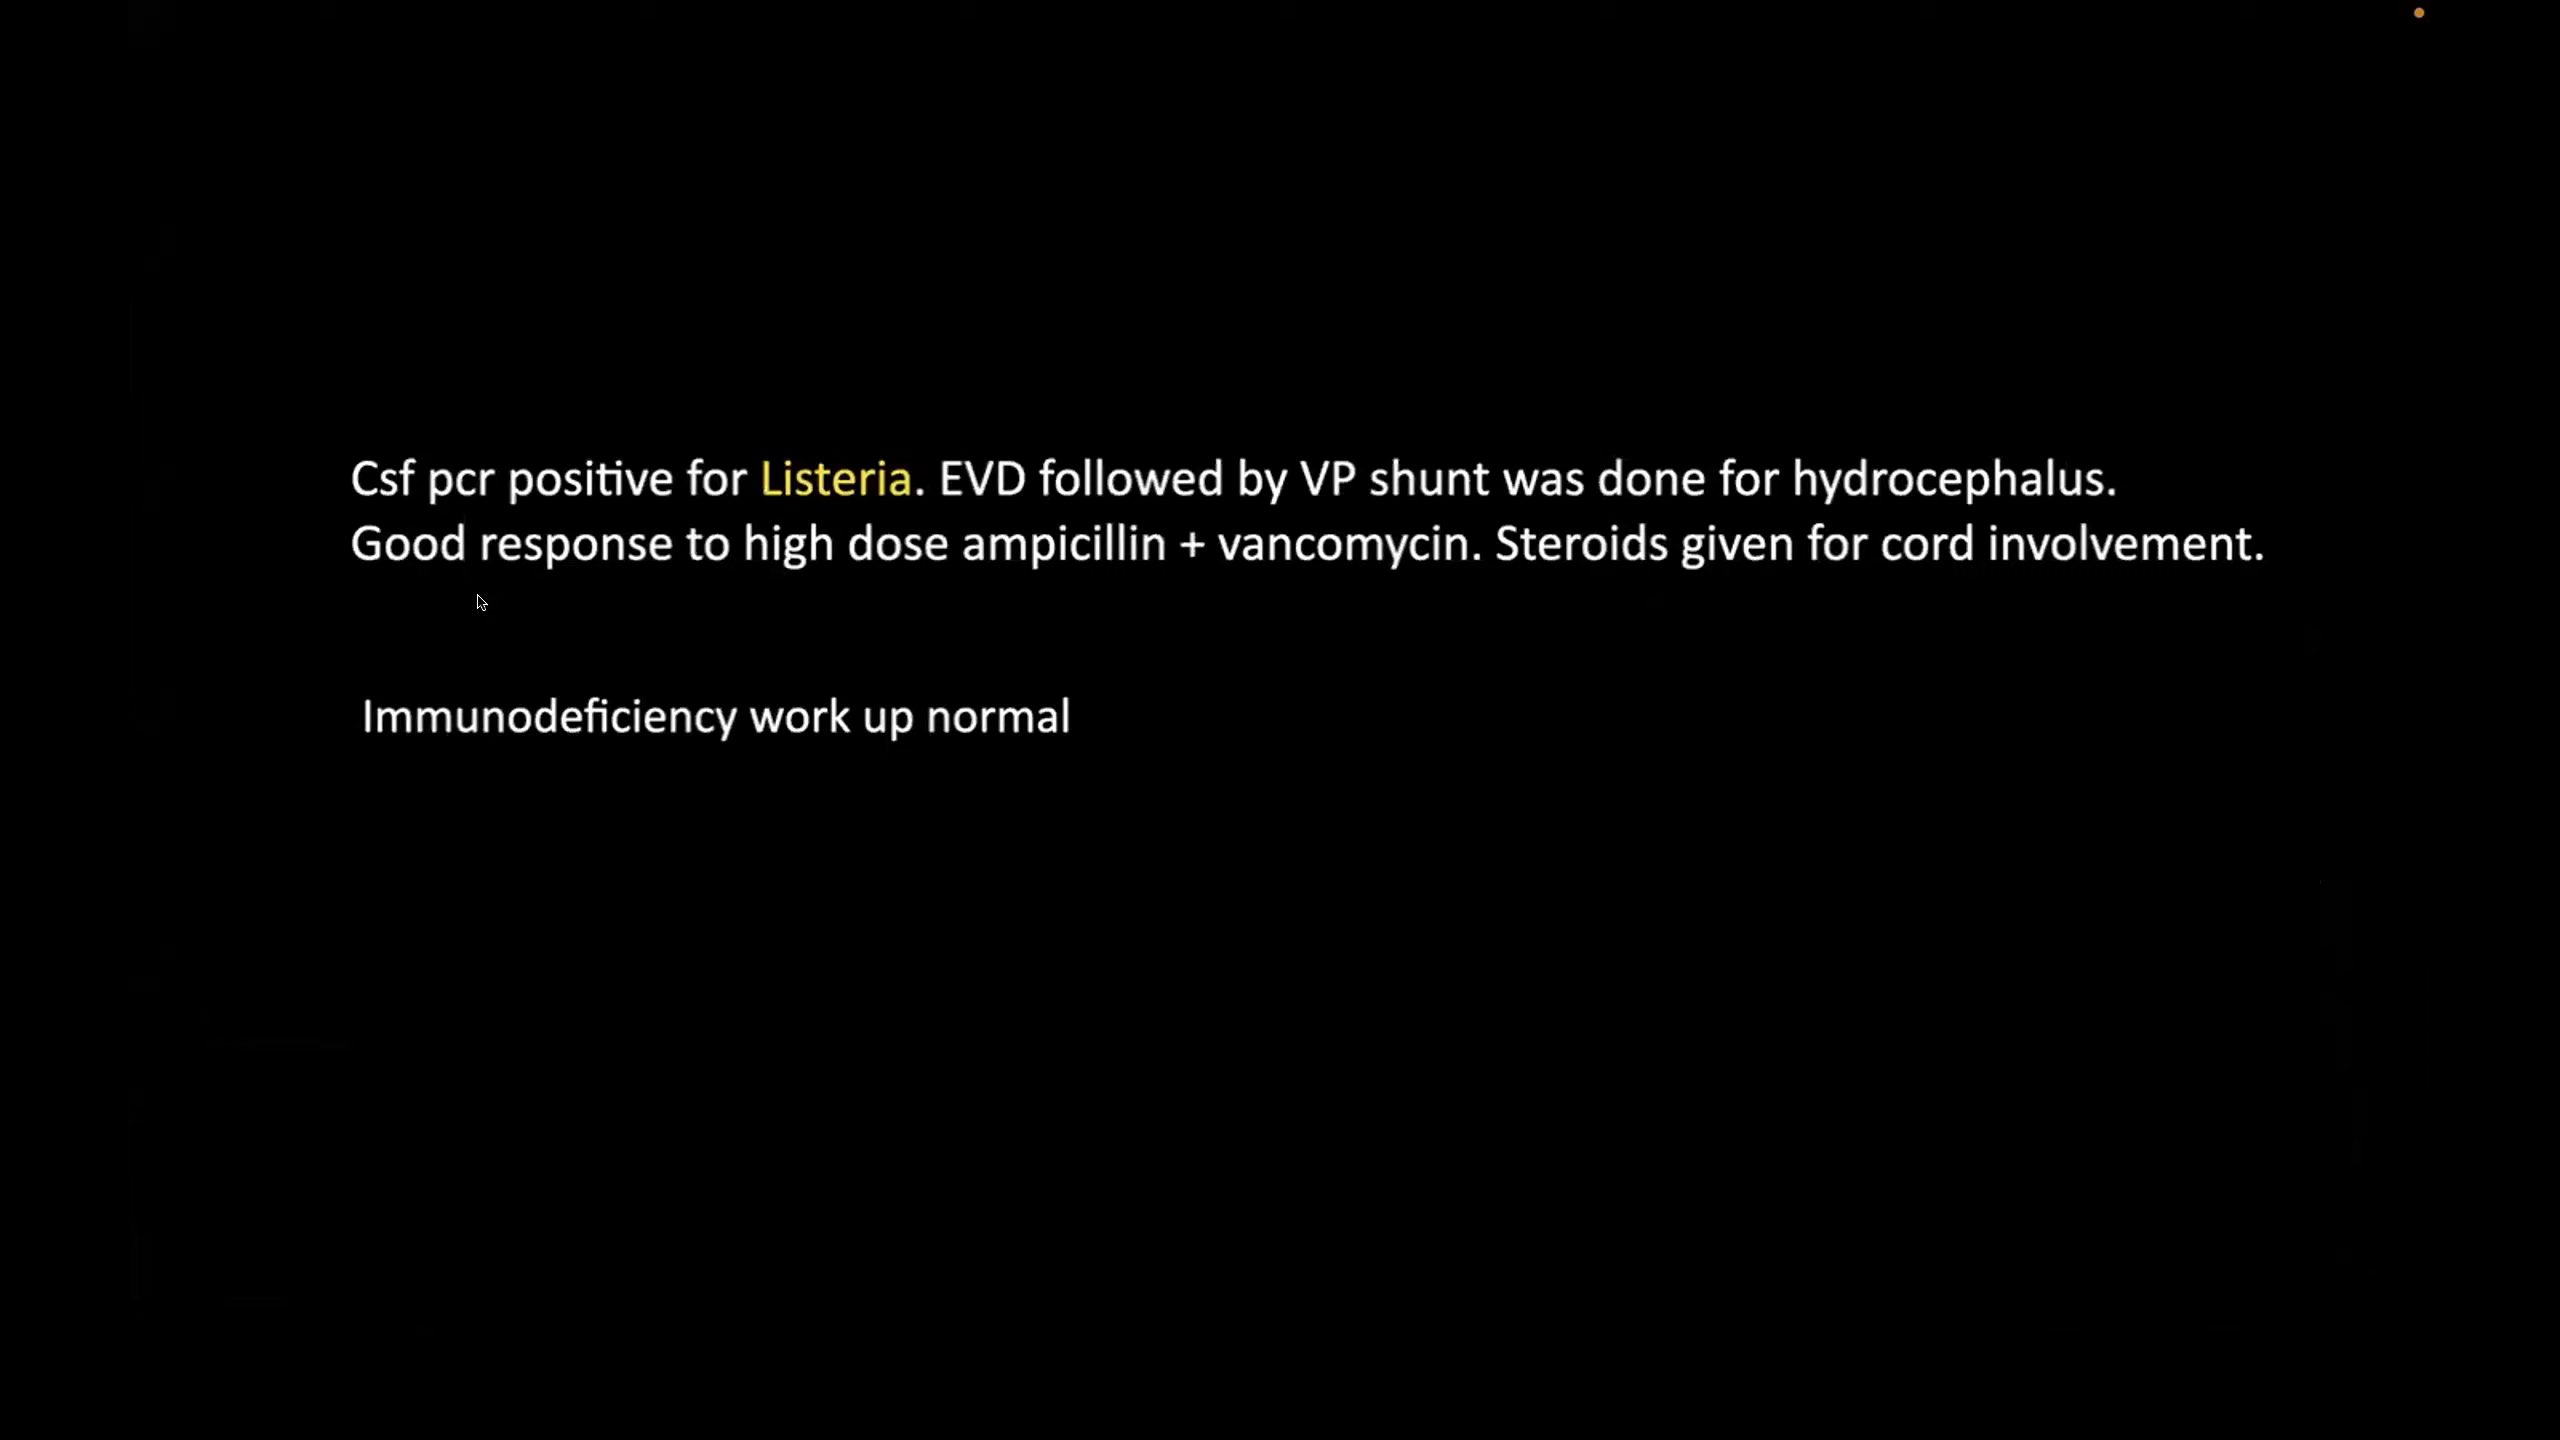 Csf pcr positive for Listeria. EVD followed by VP shunt was done for hydrocephalus.
Good response to high dose ampicillin + vancomycin. Steroids given for cord involvement.
Immunodeficiency work up normal